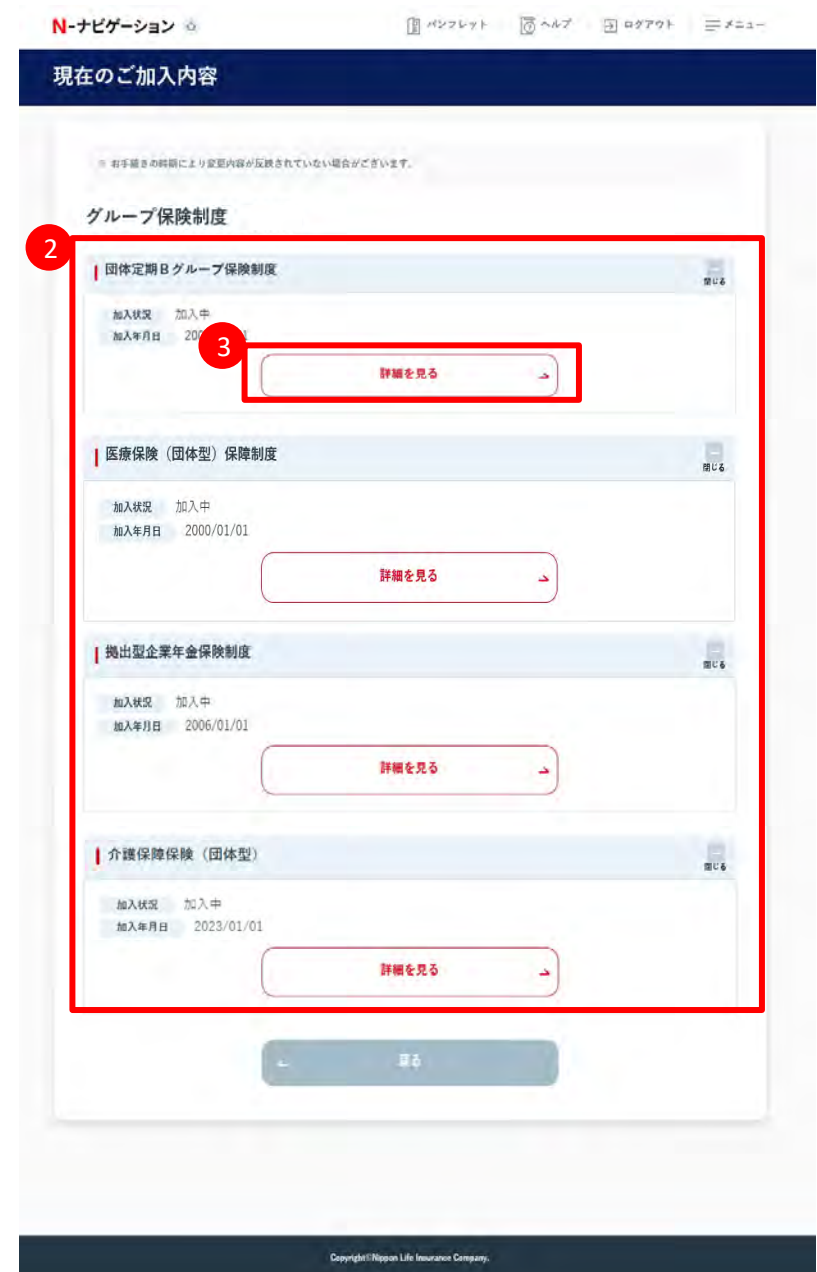 N-ナビゲーション
パンフレット
ヘルプ
ログアウト
メニュー
現在のご加入内容
※ お手続きの時期により変更内容が反映されていない場合がございます。
グループ保険制度
2
団体定期Bグループ保険制度
閉じる
加入状況 加入中
加入年月日
3
詳細を見る
医療保険（団体型）保障制度
閉じる
加入状況 加入中
加入年月日 2000/01/01
詳細を見る
拠出型企業年金保険制度
閉じる
加入状況 加入中
加入年月日 2006/01/01
詳細を見る
介護保障保険（団体型）
閉じる
加入状況 加入中
加入年月日 2023/01/01
詳細を見る
戻る
Copyright©Nippon Life Insurance Company.